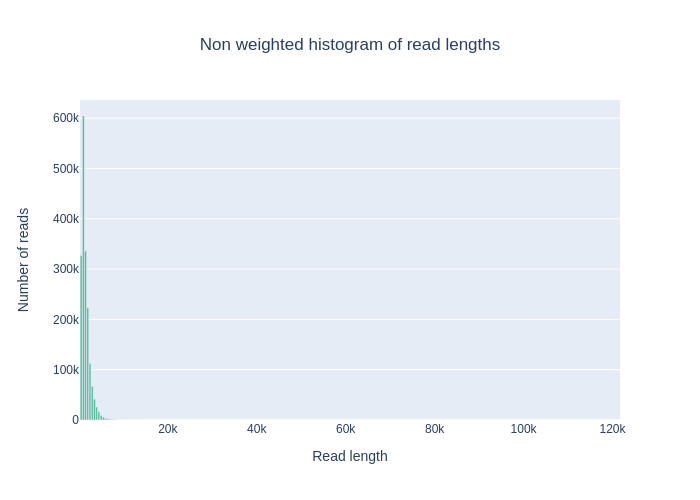 Non weighted histogram of read lengths
600k
500k
400k
300k
200k
100k
0
Number of reads
20k 40k 60k 80k 100k 120k
Read length